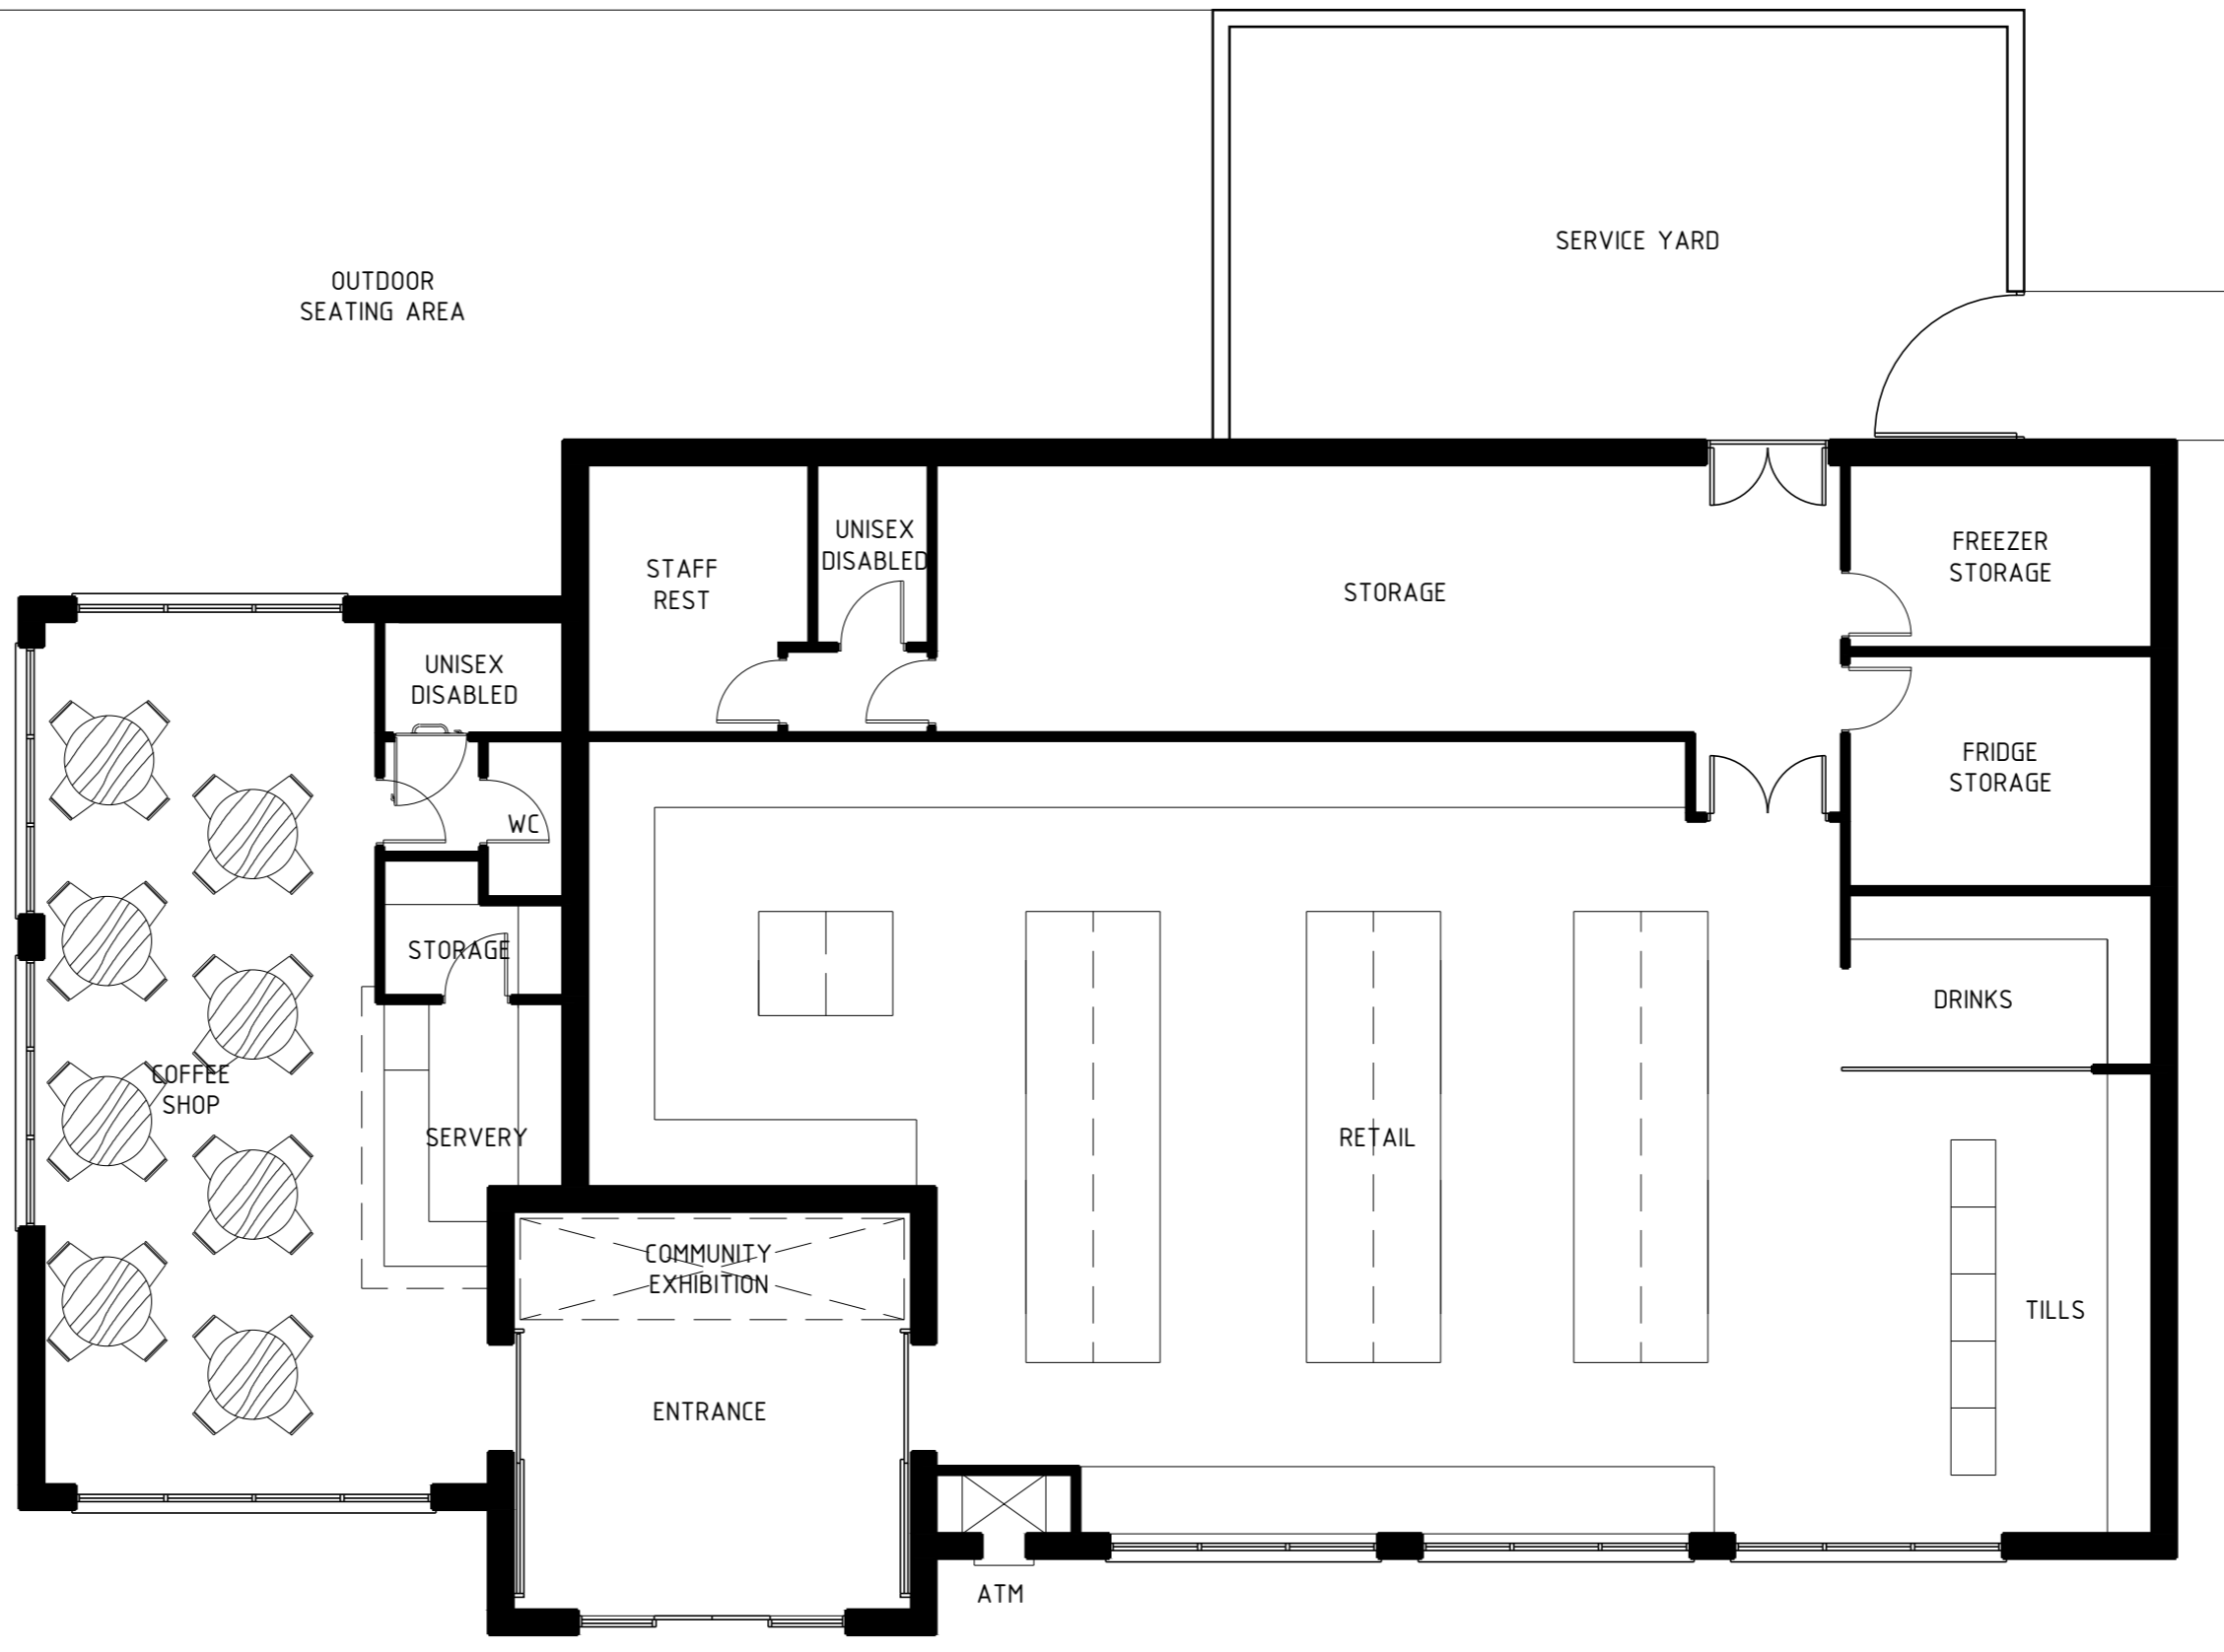 SERVICE YARD
OUTDOOR
SEATING AREA
UNISEX
DISABLED
FREEZER
STORAGE
STAFF
REST
STORAGE
UNISEX
DISABLED
FRIDGE
STORAGE
WC
STORAGE
DRINKS
COFFEE
SHOP
SERVERY
RETAIL
COMMUNITY
EXHIBITION
TILLS
ENTRANCE
ATM